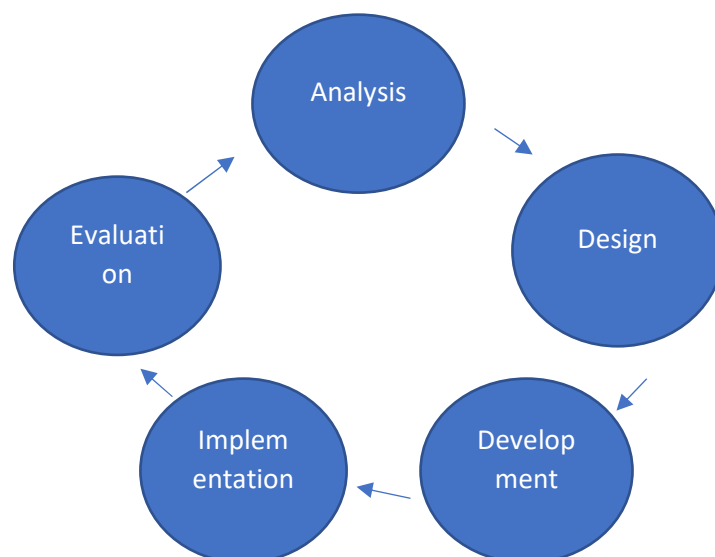 Analysis
Design
Develop
ment
Implem
entation
Evaluati
on